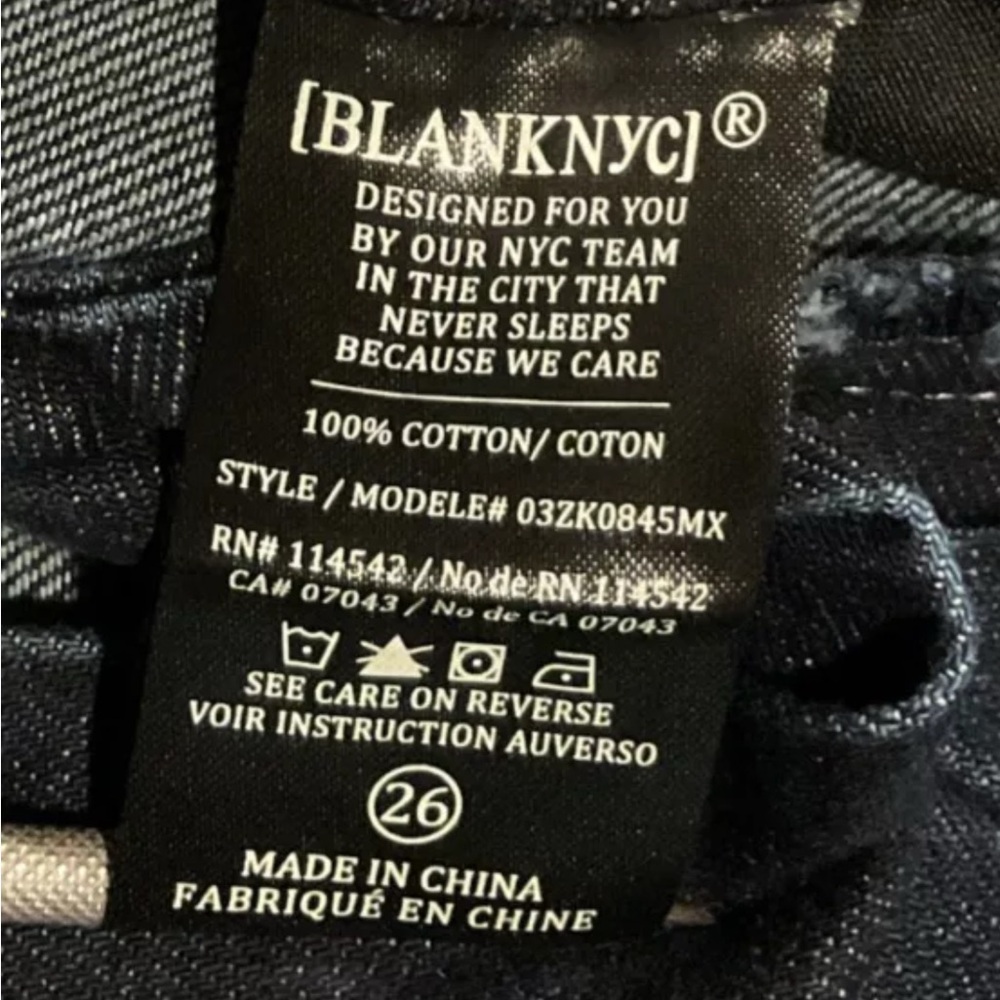 [BLANKNYC]®
DESIGNED FOR YOU
BY OUR NYC TEAM
IN THE CITY THAT
NEVER SLEEPS
BECAUSE WE CARE
100% COTTON/ COTON
STYLE / MODELE# 03ZK0845MX
RN# 114542 / No de RN 114542
CA# 07043 / No de CA 07043
SEE CARE ON REVERSE
VOIR INSTRUCTION AUVERSO
26
MADE IN CHINA
FABRIQUÉ EN CHINE